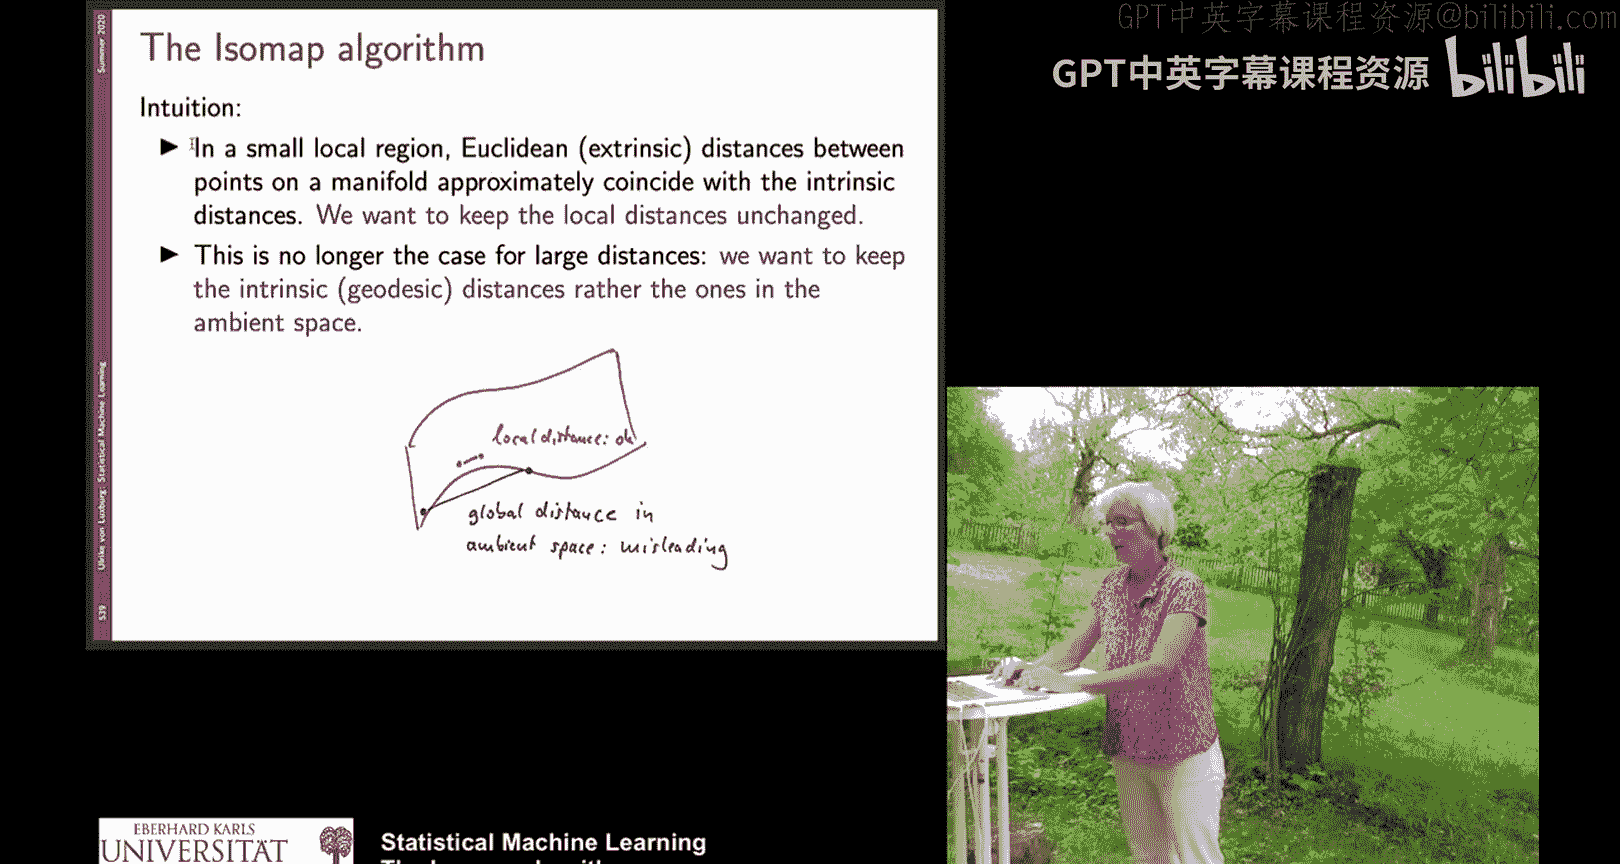 GPT中英字幕课程资源@bilibili.com
GPT中英字幕课程资源 bilibili
Summer 2020
The Isomap algorithm
Intuition:
► In a small local region, Euclidean (extrinsic) distances between
points on a manifold approximately coincide with the intrinsic
distances. We want to keep the local distances unchanged.
► This is no longer the case for large distances: we want to keep
the intrinsic (geodesic) distances rather the ones in the
ambient space.
local distance: ok
global distance in
ambient space: misleading
Ulrike von Luxburg: Statistical Machine Learning
539
EBERHARD KARLS
UNIVERSITÄT
Statistical Machine Learning